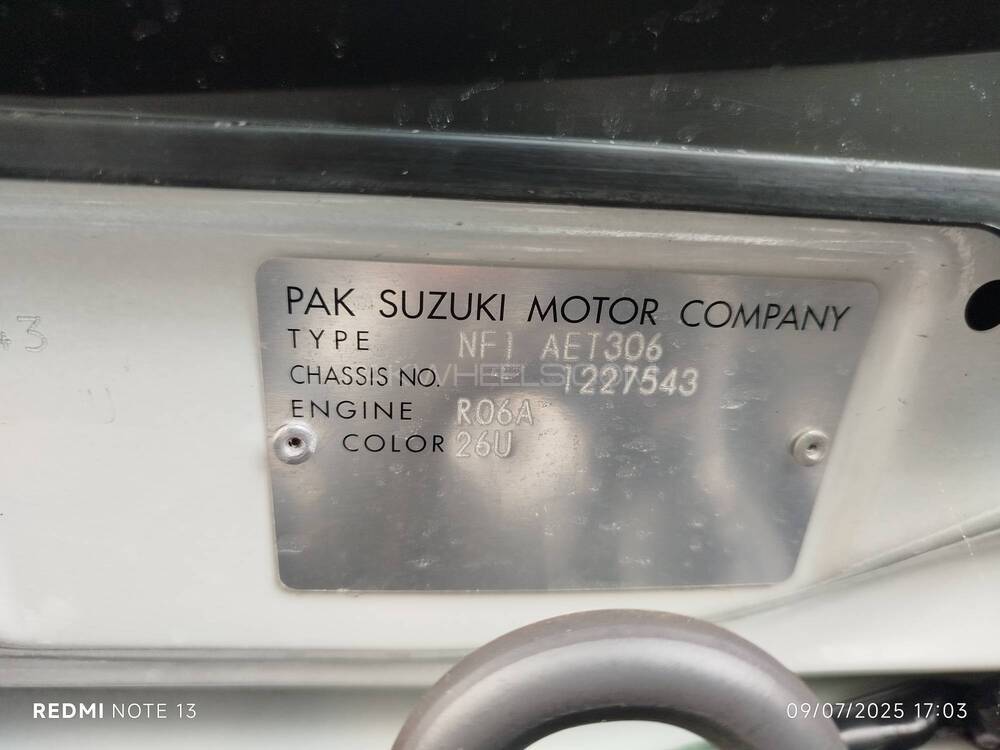 PAK SUZUKI MOTOR COMPANY
TYPE NF1 AET306
43
CHASSIS NO. 1227543
ENGINE R06A
COLOR 26U
REDMI NOTE 13
09/07/2025 17:03